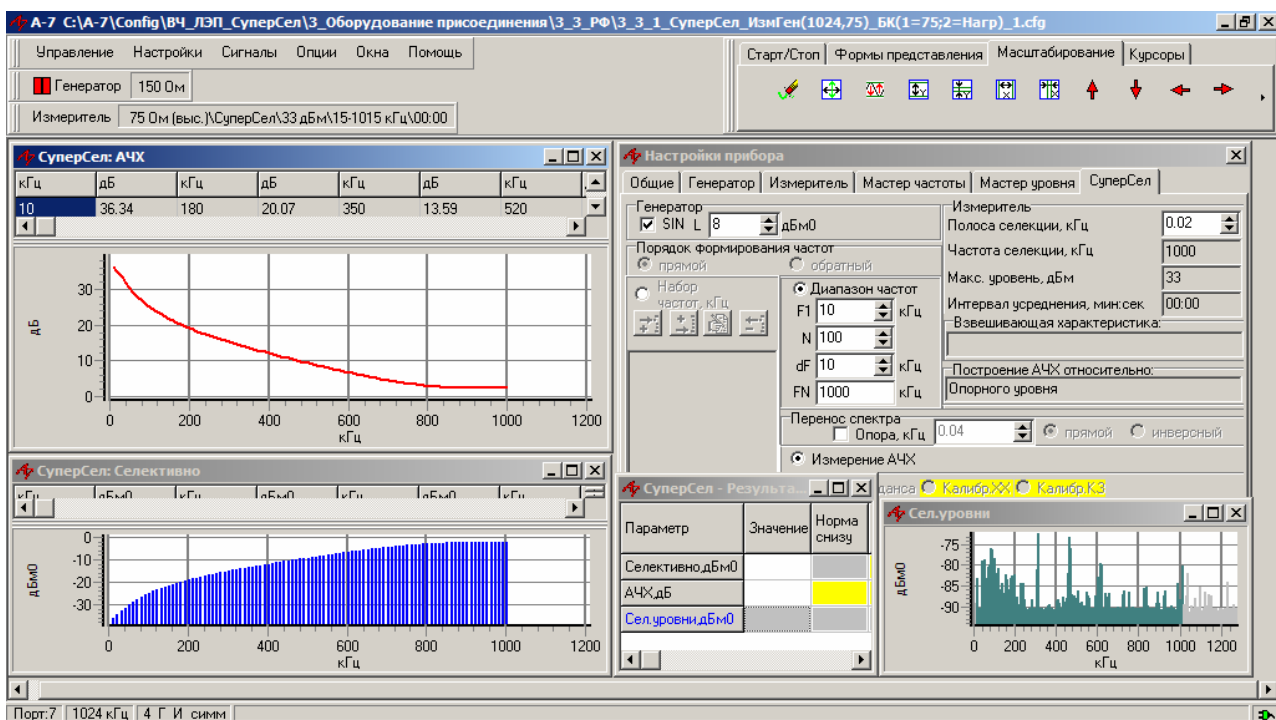 A-7 C:\A-7\Config\ВЧ_ЛЭП_СуперСел\3_Оборудование присоединения\3_3_РФ\3_3_1_СуперСел_ИзмГен(1024,75)_БК(1=75;2=Нагр)_1.cfg
Управление Настройки Сигналы Опции Окна Помощь
Старт/Стоп Формы представления Масштабирование Курсоры
Генератор 150 Ом
Измеритель 75 Ом (выс.)\СуперСел\33 дБм\15-1015 кГц\00:00
СуперСел: АЧХ
кГц дБ кГц дБ кГц дБ кГц
10 36.34 180 20.07 350 13.59 520
дБ
30
20
10
0
0 200 400 600 800 1000 1200
кГц
СуперСел: Селективно
дБм0
0
-10
-20
-30
0 200 400 600 800 1000 1200
кГц
Настройки прибора
Общие Генератор Измеритель Мастер частоты Мастер уровня СуперСел
Генератор
SIN L 8 дБм0
Порядок формирования частот
прямой обратный
Набор частот, кГц
Диапазон частот
F1 10 кГц
N 100
dF 10 кГц
FN 1000 кГц
Измеритель
Полоса селекции, кГц 0.02
Частота селекции, кГц 1000
Макс. уровень, дБм 33
Интервал усреднения, мин:сек 00:00
Взвешивающая характеристика:
Построение АЧХ относительно:
Опорного уровня
Перенос спектра
Опора, кГц 0.04 прямой инверсный
Измерение АЧХ
данса Калибр.ХХ Калибр.КЗ
СуперСел - Результа...
Параметр Значение Норма снизу
Селективно,дБм0
АЧХ,дБ
Сел.уровни,дБм0
Сел.уровни
дБм0
-75
-80
-85
-90
0 200 400 600 800 1000 1200
кГц
Порт:7 1024 кГц 4 Г И симм